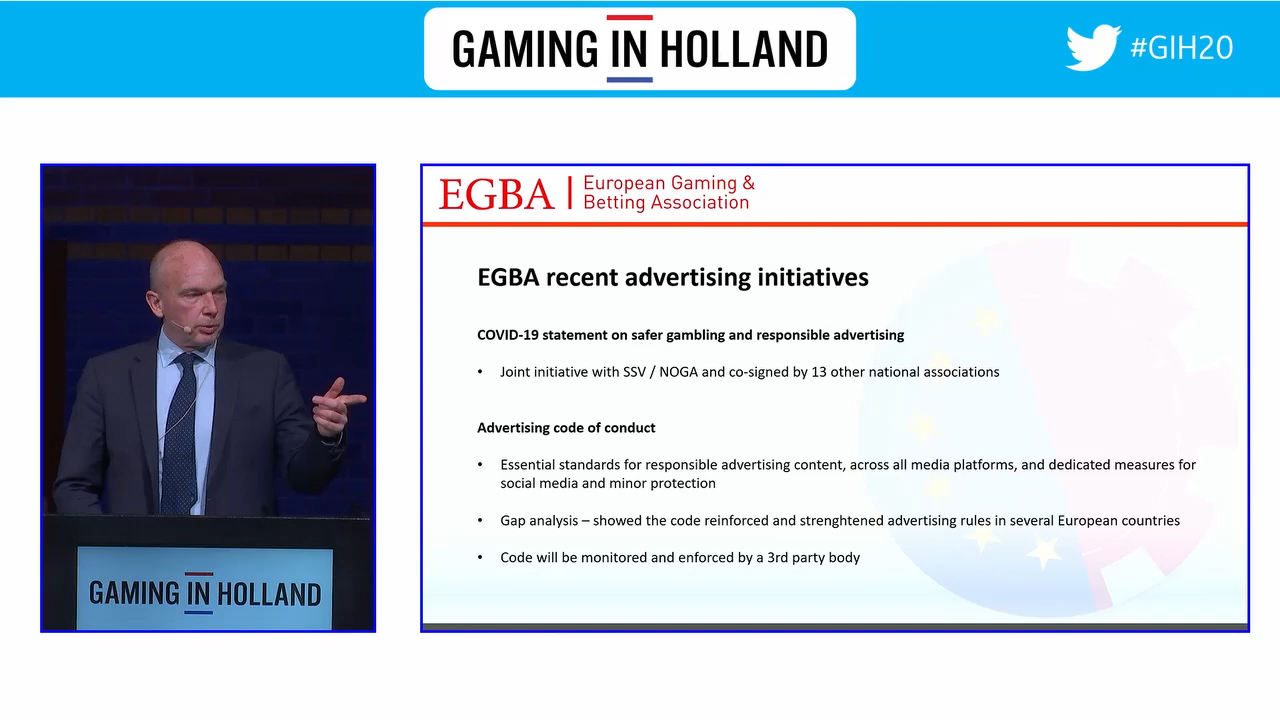 GAMING IN HOLLAND
#GIH20
EGBA
European Gaming &
Betting Association
EGBA recent advertising initiatives
COVID-19 statement on safer gambling and responsible advertising
• Joint initiative with SSV / NOGA and co-signed by 13 other national associations
Advertising code of conduct
• Essential standards for responsible advertising content, across all media platforms, and dedicated measures for
social media and minor protection
• Gap analysis – showed the code reinforced and strenghtened advertising rules in several European countries
• Code will be monitored and enforced by a 3rd party body
GAMING IN HOLLAND